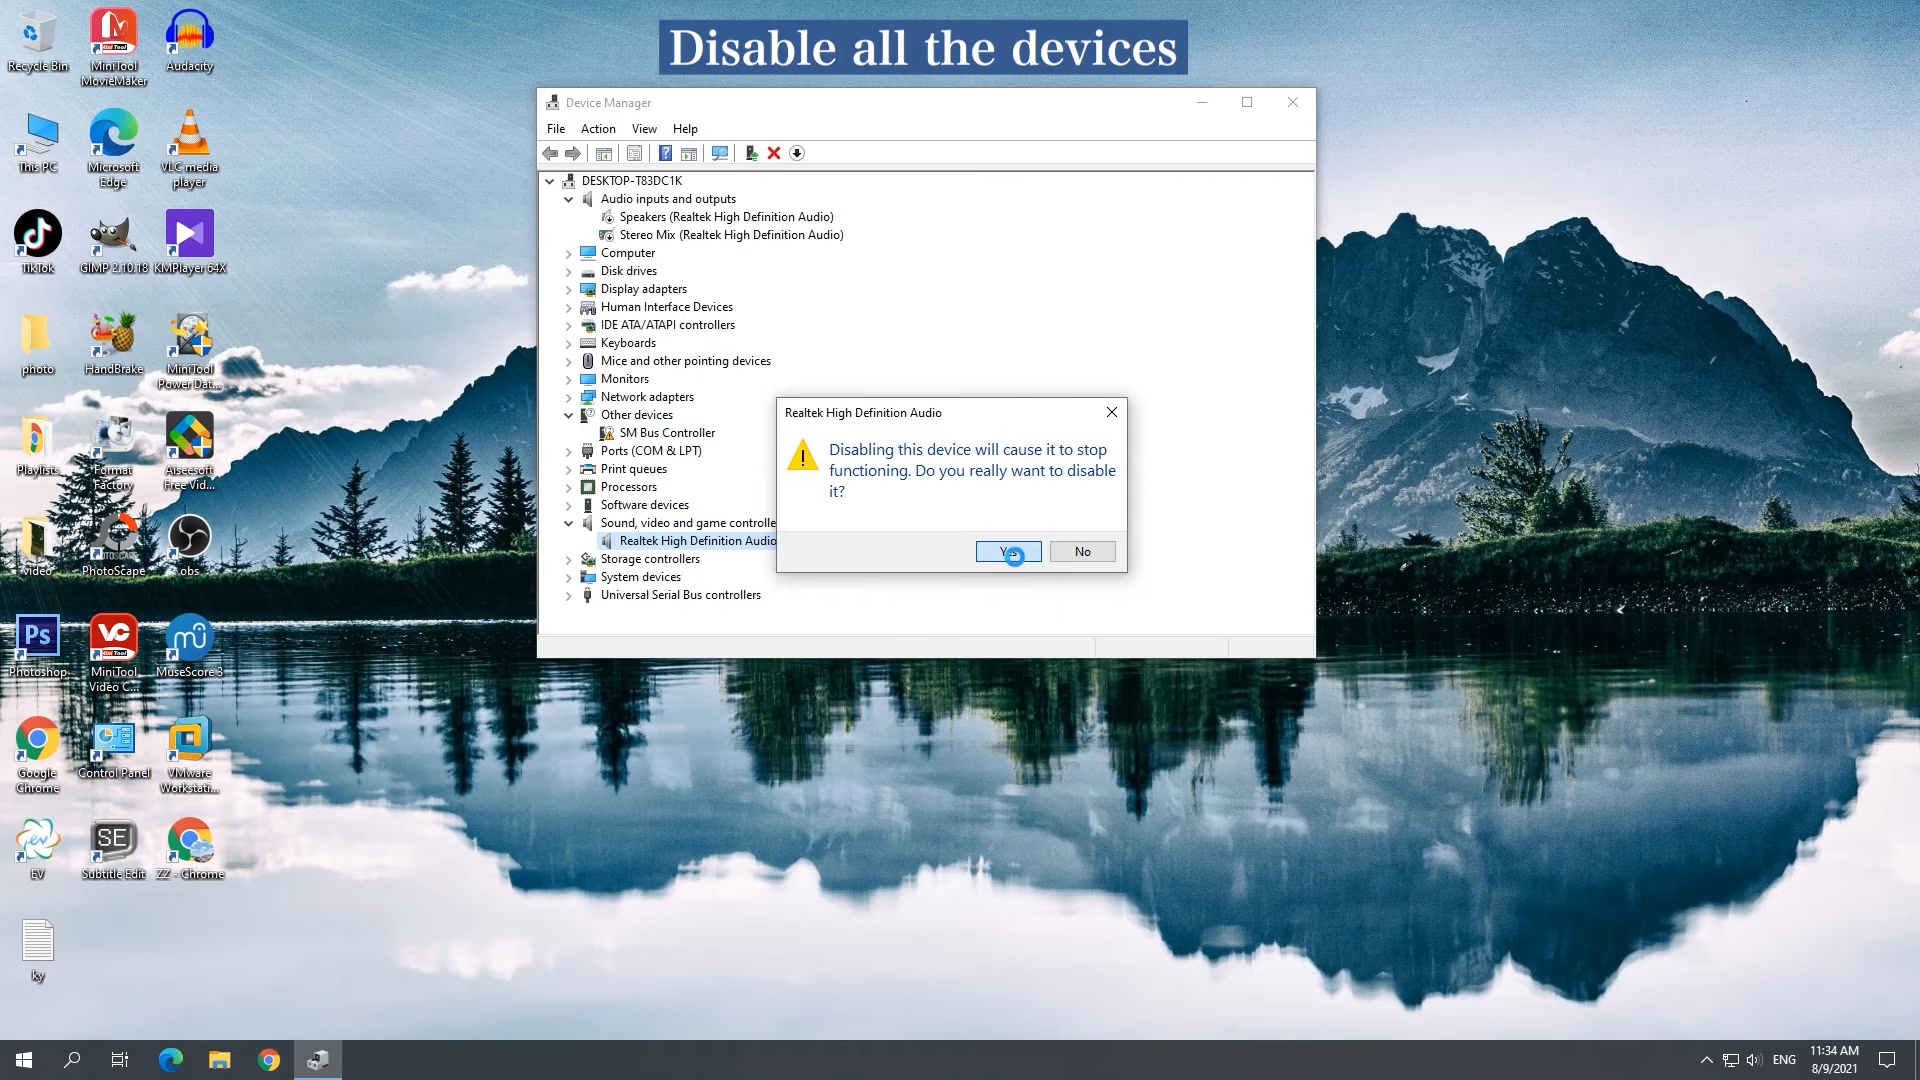 Disable all the devices
Recycle Bin
MiniTool
MovieMaker
Audacity
This PC
Microsoft
Edge
VLC media
player
TikTok
GIMP 2.10.18
KMPlayer 64X
photo
HandBrake
MiniTool
Power Dat...
Playlists
Format
Factory
Aiseesoft
Free Vid...
video
PhotoScape
obs
Ps
Photoshop
VC
MiniTool
MiniTool
Video C...
MuseScore 3
Google
Chrome
Control Panel
VMware
Workstati...
EV
SE
Subtitle Edit
ZZ - Chrome
ky
Device Manager
File Action View Help
DESKTOP-T83DC1K
Audio inputs and outputs
Speakers (Realtek High Definition Audio)
Stereo Mix (Realtek High Definition Audio)
Computer
Disk drives
Display adapters
Human Interface Devices
IDE ATA/ATAPI controllers
Keyboards
Mice and other pointing devices
Monitors
Network adapters
Other devices
SM Bus Controller
Ports (COM & LPT)
Print queues
Processors
Software devices
Sound, video and game controlle
Realtek High Definition Audio
Storage controllers
System devices
Universal Serial Bus controllers
Realtek High Definition Audio
Disabling this device will cause it to stop
functioning. Do you really want to disable
it?
No
ENG
11:34 AM
8/9/2021